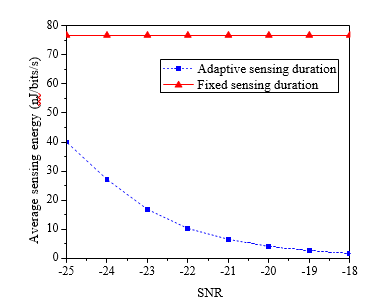 80
70
60
50
40
30
20
10
0
Average sensing energy (nJ/bits/s)
Adaptive sensing duration
Fixed sensing duration
-25 -24 -23 -22 -21 -20 -19 -18
SNR